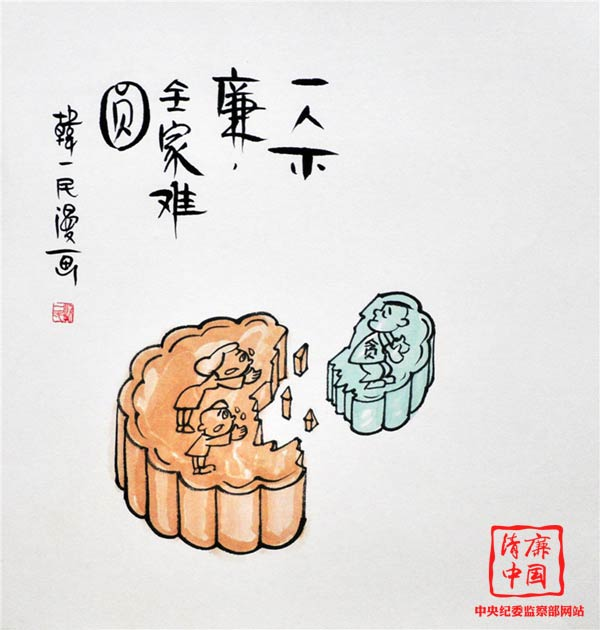 一人不
廉，
全家难
圆
韓一民漫画
贪
清廉
中国
中央纪委监察部网站